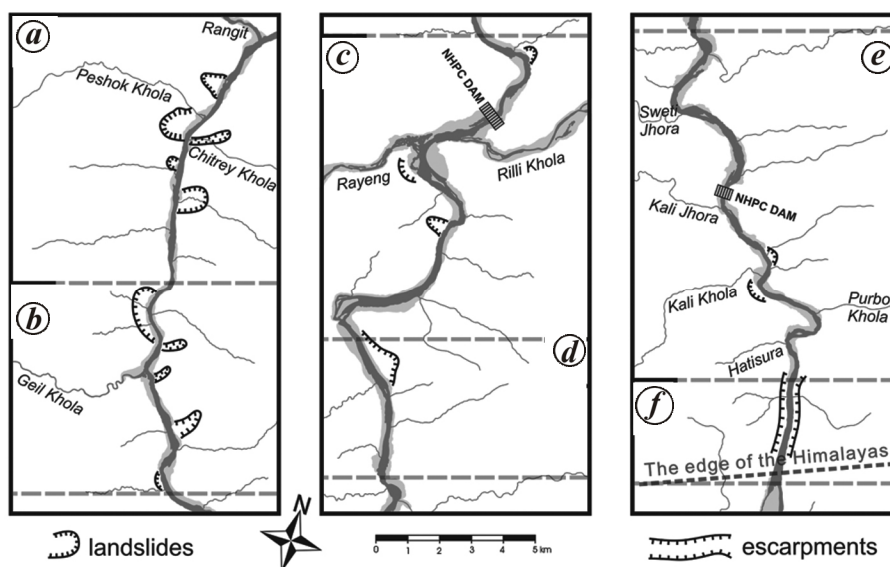 a
Rangit
Peshok Khola
Chitrey Khola
b
Geil Khola
c
NHPC DAM
Rayeng
Rilli Khola
d
e
Sweti
Jhora
NHPC DAM
Kali Jhora
Kali Khola
Purbo
Khola
Hatisura
f
The edge of the Himalayas
landslides
N
0 1 2 3 4 5 km
escarpments